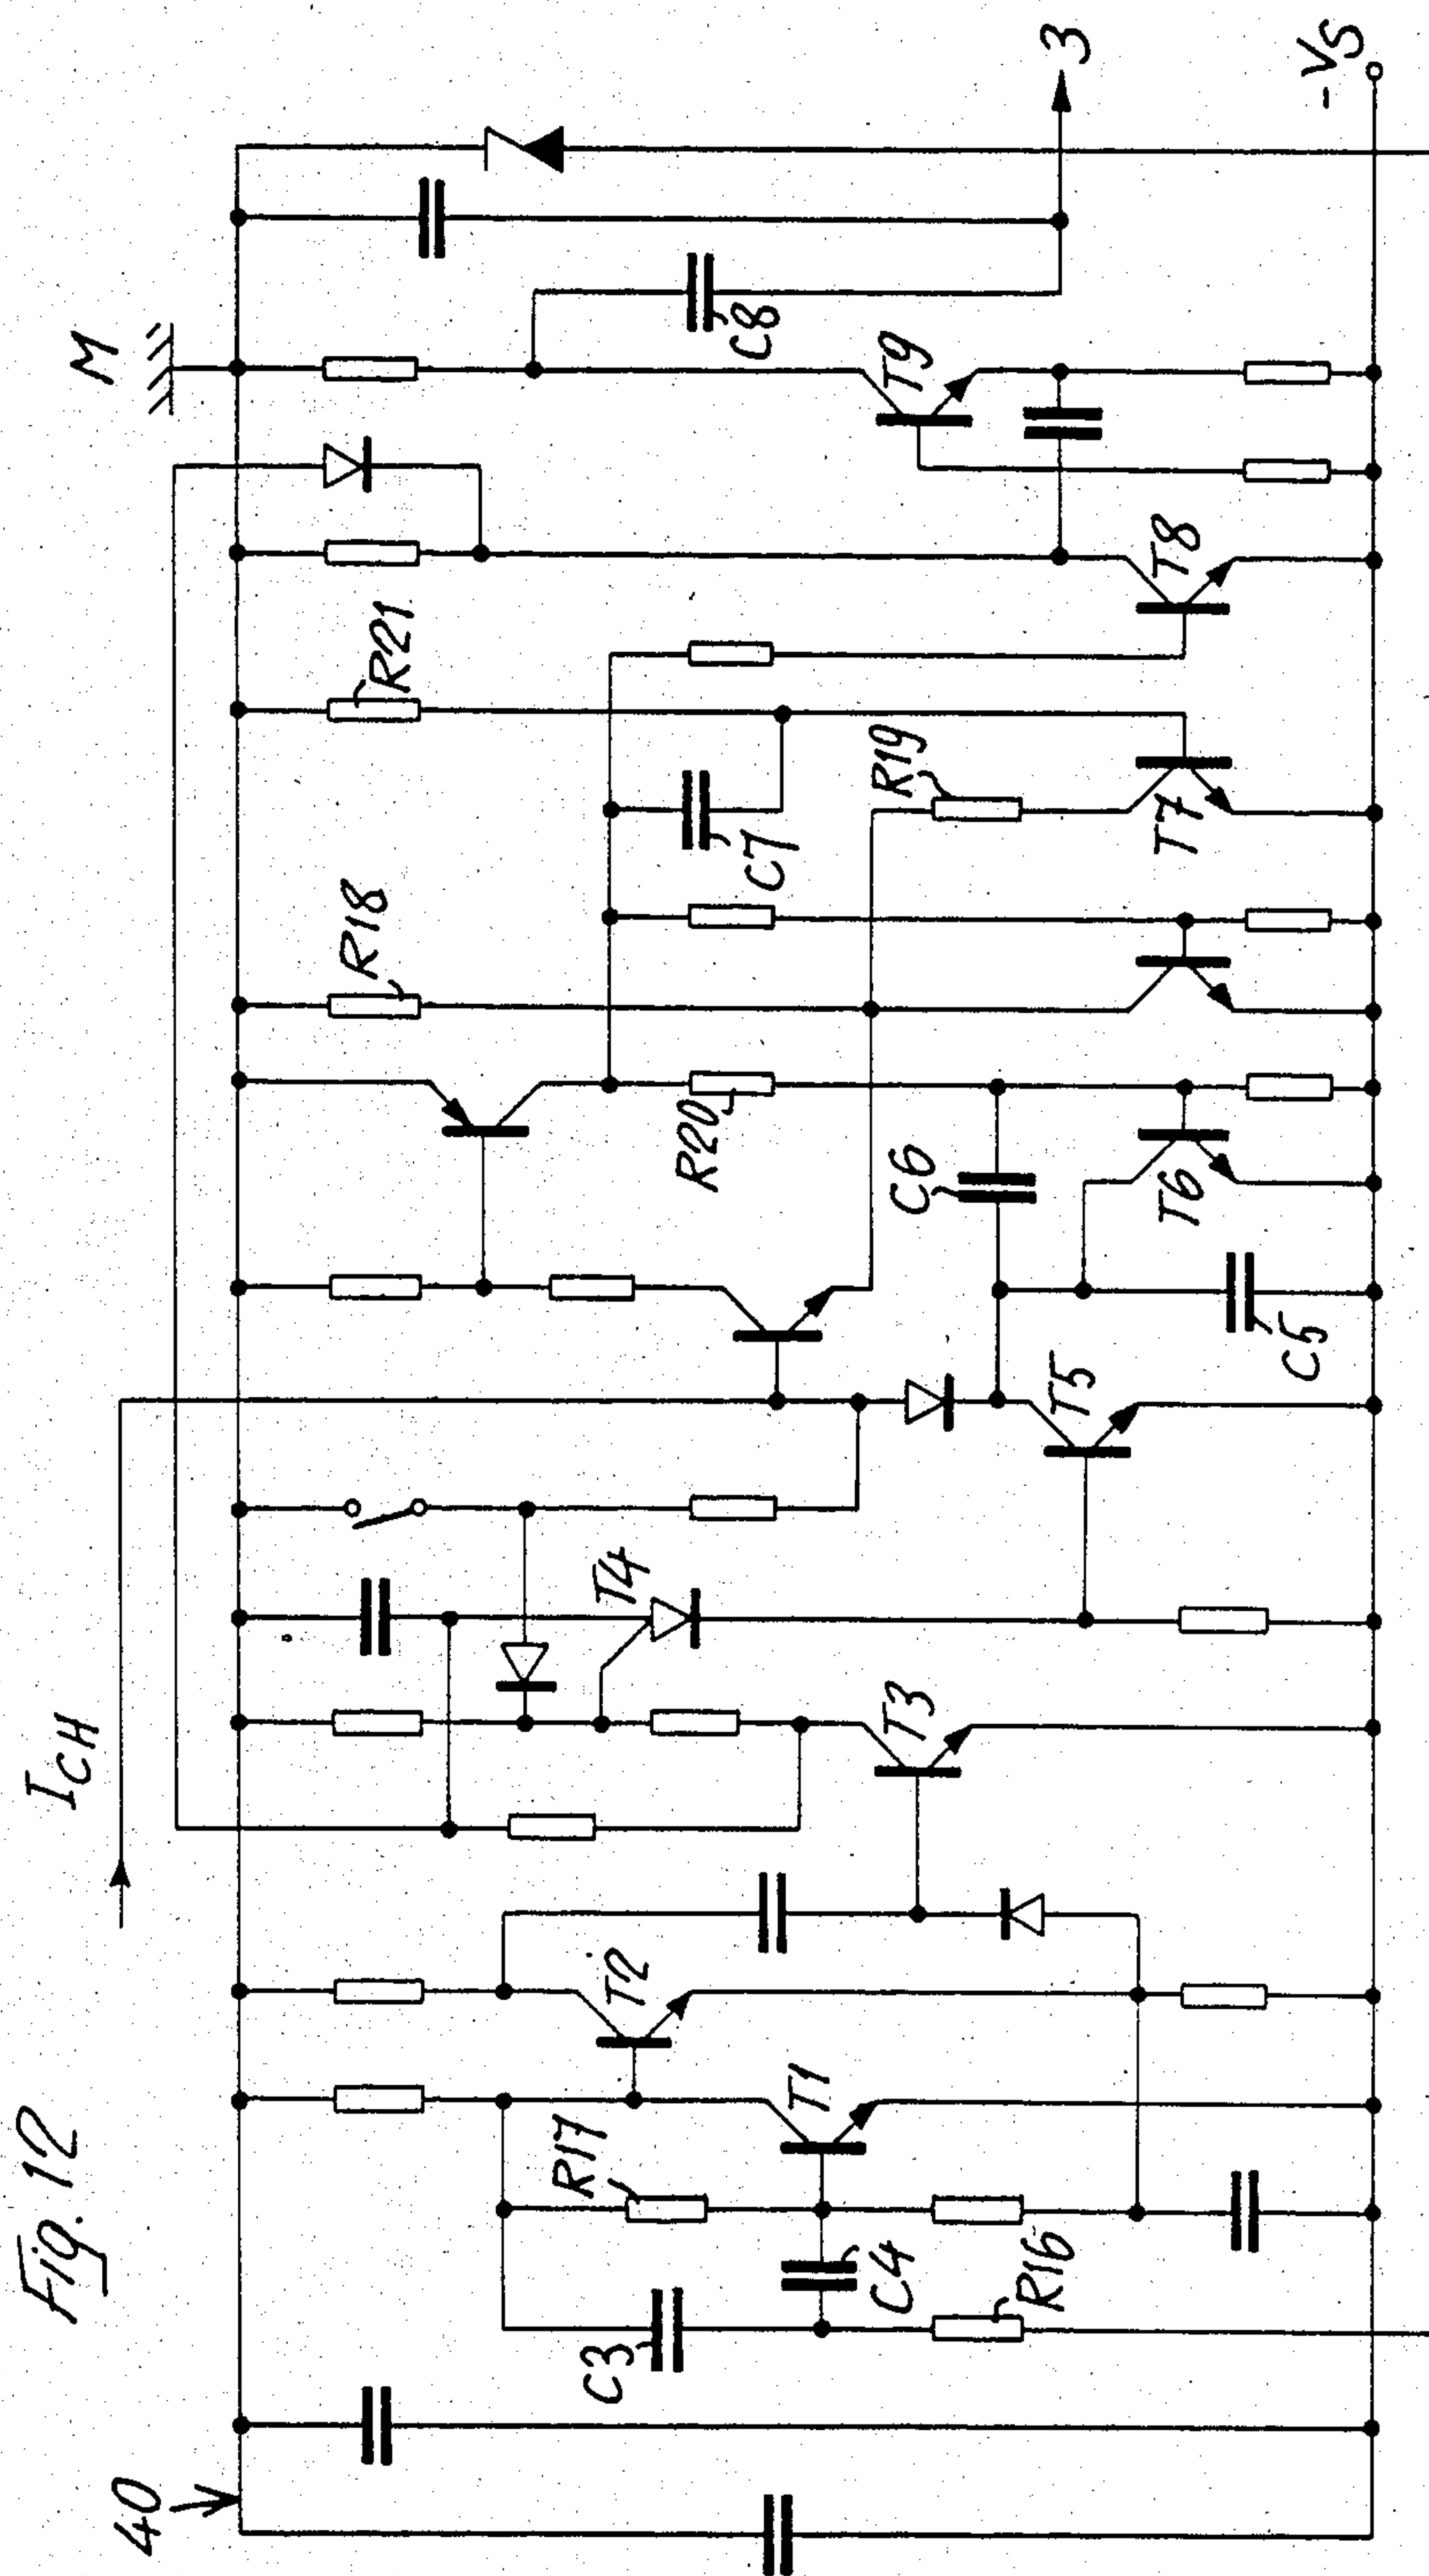 Fig. 12
40
I_CH
M
3
-V_S
C3
C4
R16
R17
T1
T2
T3
T4
T5
C5
C6
T6
R20
R18
C7
R19
T7
R21
T8
T9
C8